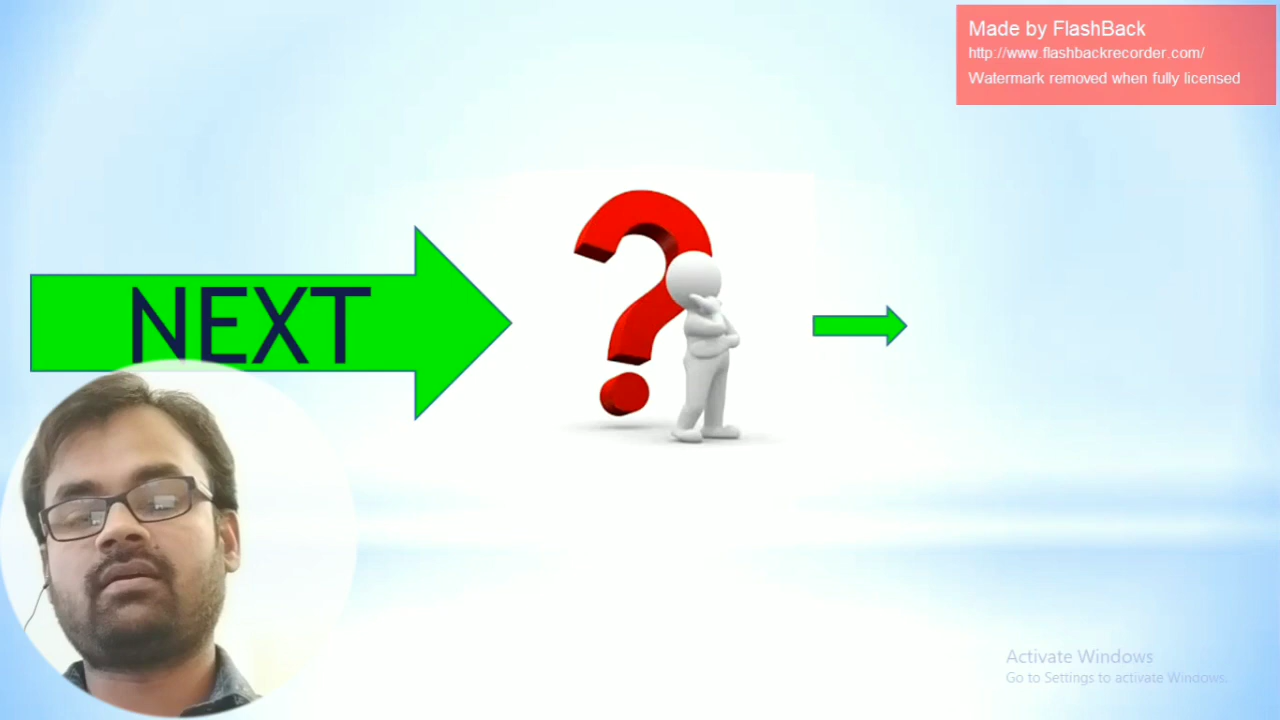 Made by FlashBack
http://www.flashbackrecorder.com/
Watermark removed when fully licensed
NEXT
Activate Windows
Go to Settings to activate Windows.